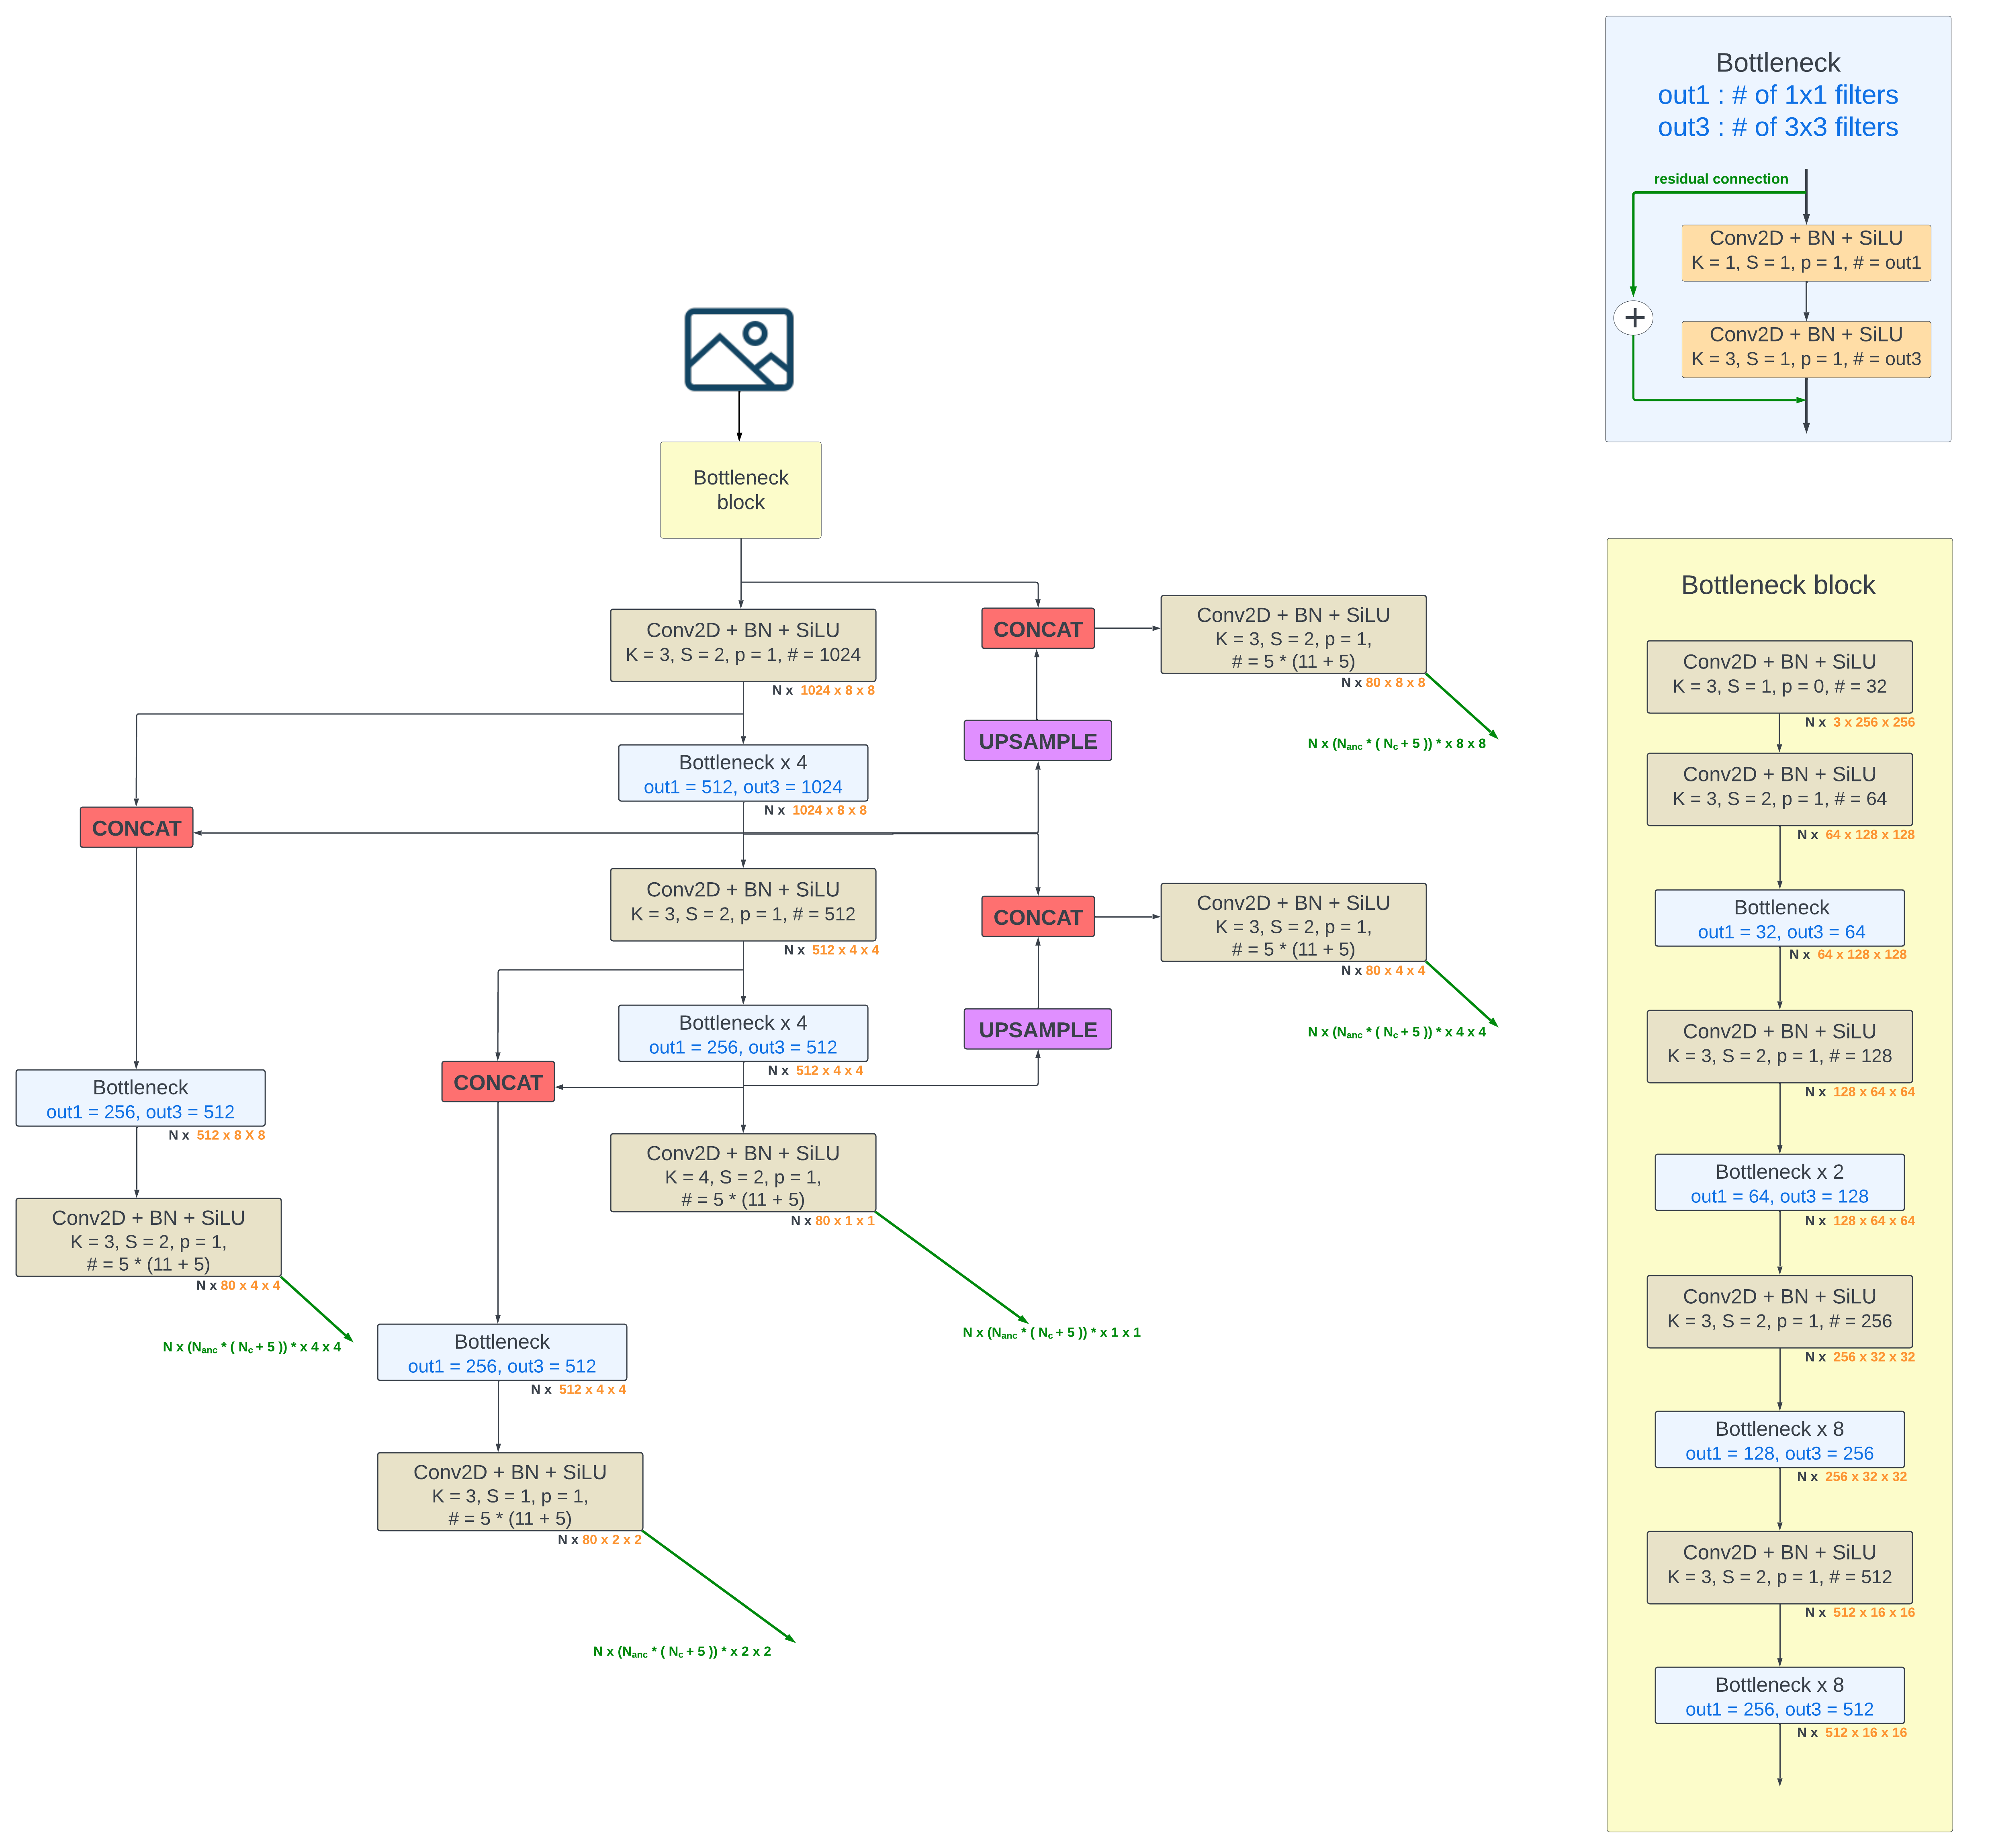 Bottleneck
out1 : # of 1x1 filters
out3 : # of 3x3 filters
residual connection
Conv2D + BN + SiLU
K = 1, S = 1, p = 1, # = out1
+
Conv2D + BN + SiLU
K = 3, S = 1, p = 1, # = out3
Bottleneck
block
Conv2D + BN + SiLU
K = 3, S = 2, p = 1, # = 1024
N x 1024 x 8 x 8
CONCAT
Conv2D + BN + SiLU
K = 3, S = 2, p = 1,
# = 5 * (11 + 5)
N x 80 x 8 x 8
N x (Nanc * ( Nc + 5 )) * x 8 x 8
UPSAMPLE
Bottleneck x 4
out1 = 512, out3 = 1024
N x 1024 x 8 x 8
CONCAT
Conv2D + BN + SiLU
K = 3, S = 2, p = 1, # = 512
N x 512 x 4 x 4
CONCAT
Conv2D + BN + SiLU
K = 3, S = 2, p = 1,
# = 5 * (11 + 5)
N x 80 x 4 x 4
N x (Nanc * ( Nc + 5 )) * x 4 x 4
UPSAMPLE
Bottleneck x 4
out1 = 256, out3 = 512
N x 512 x 4 x 4
CONCAT
Bottleneck
out1 = 256, out3 = 512
N x 512 x 8 X 8
Conv2D + BN + SiLU
K = 4, S = 2, p = 1,
# = 5 * (11 + 5)
N x 80 x 1 x 1
N x (Nanc * ( Nc + 5 )) * x 1 x 1
Conv2D + BN + SiLU
K = 3, S = 2, p = 1,
# = 5 * (11 + 5)
N x 80 x 4 x 4
N x (Nanc * ( Nc + 5 )) * x 4 x 4
Bottleneck
out1 = 256, out3 = 512
N x 512 x 4 x 4
Conv2D + BN + SiLU
K = 3, S = 1, p = 1,
# = 5 * (11 + 5)
N x 80 x 2 x 2
N x (Nanc * ( Nc + 5 )) * x 2 x 2
Bottleneck block
Conv2D + BN + SiLU
K = 3, S = 1, p = 0, # = 32
N x 3 x 256 x 256
Conv2D + BN + SiLU
K = 3, S = 2, p = 1, # = 64
N x 64 x 128 x 128
Bottleneck
out1 = 32, out3 = 64
N x 64 x 128 x 128
Conv2D + BN + SiLU
K = 3, S = 2, p = 1, # = 128
N x 128 x 64 x 64
Bottleneck x 2
out1 = 64, out3 = 128
N x 128 x 64 x 64
Conv2D + BN + SiLU
K = 3, S = 2, p = 1, # = 256
N x 256 x 32 x 32
Bottleneck x 8
out1 = 128, out3 = 256
N x 256 x 32 x 32
Conv2D + BN + SiLU
K = 3, S = 2, p = 1, # = 512
N x 512 x 16 x 16
Bottleneck x 8
out1 = 256, out3 = 512
N x 512 x 16 x 16